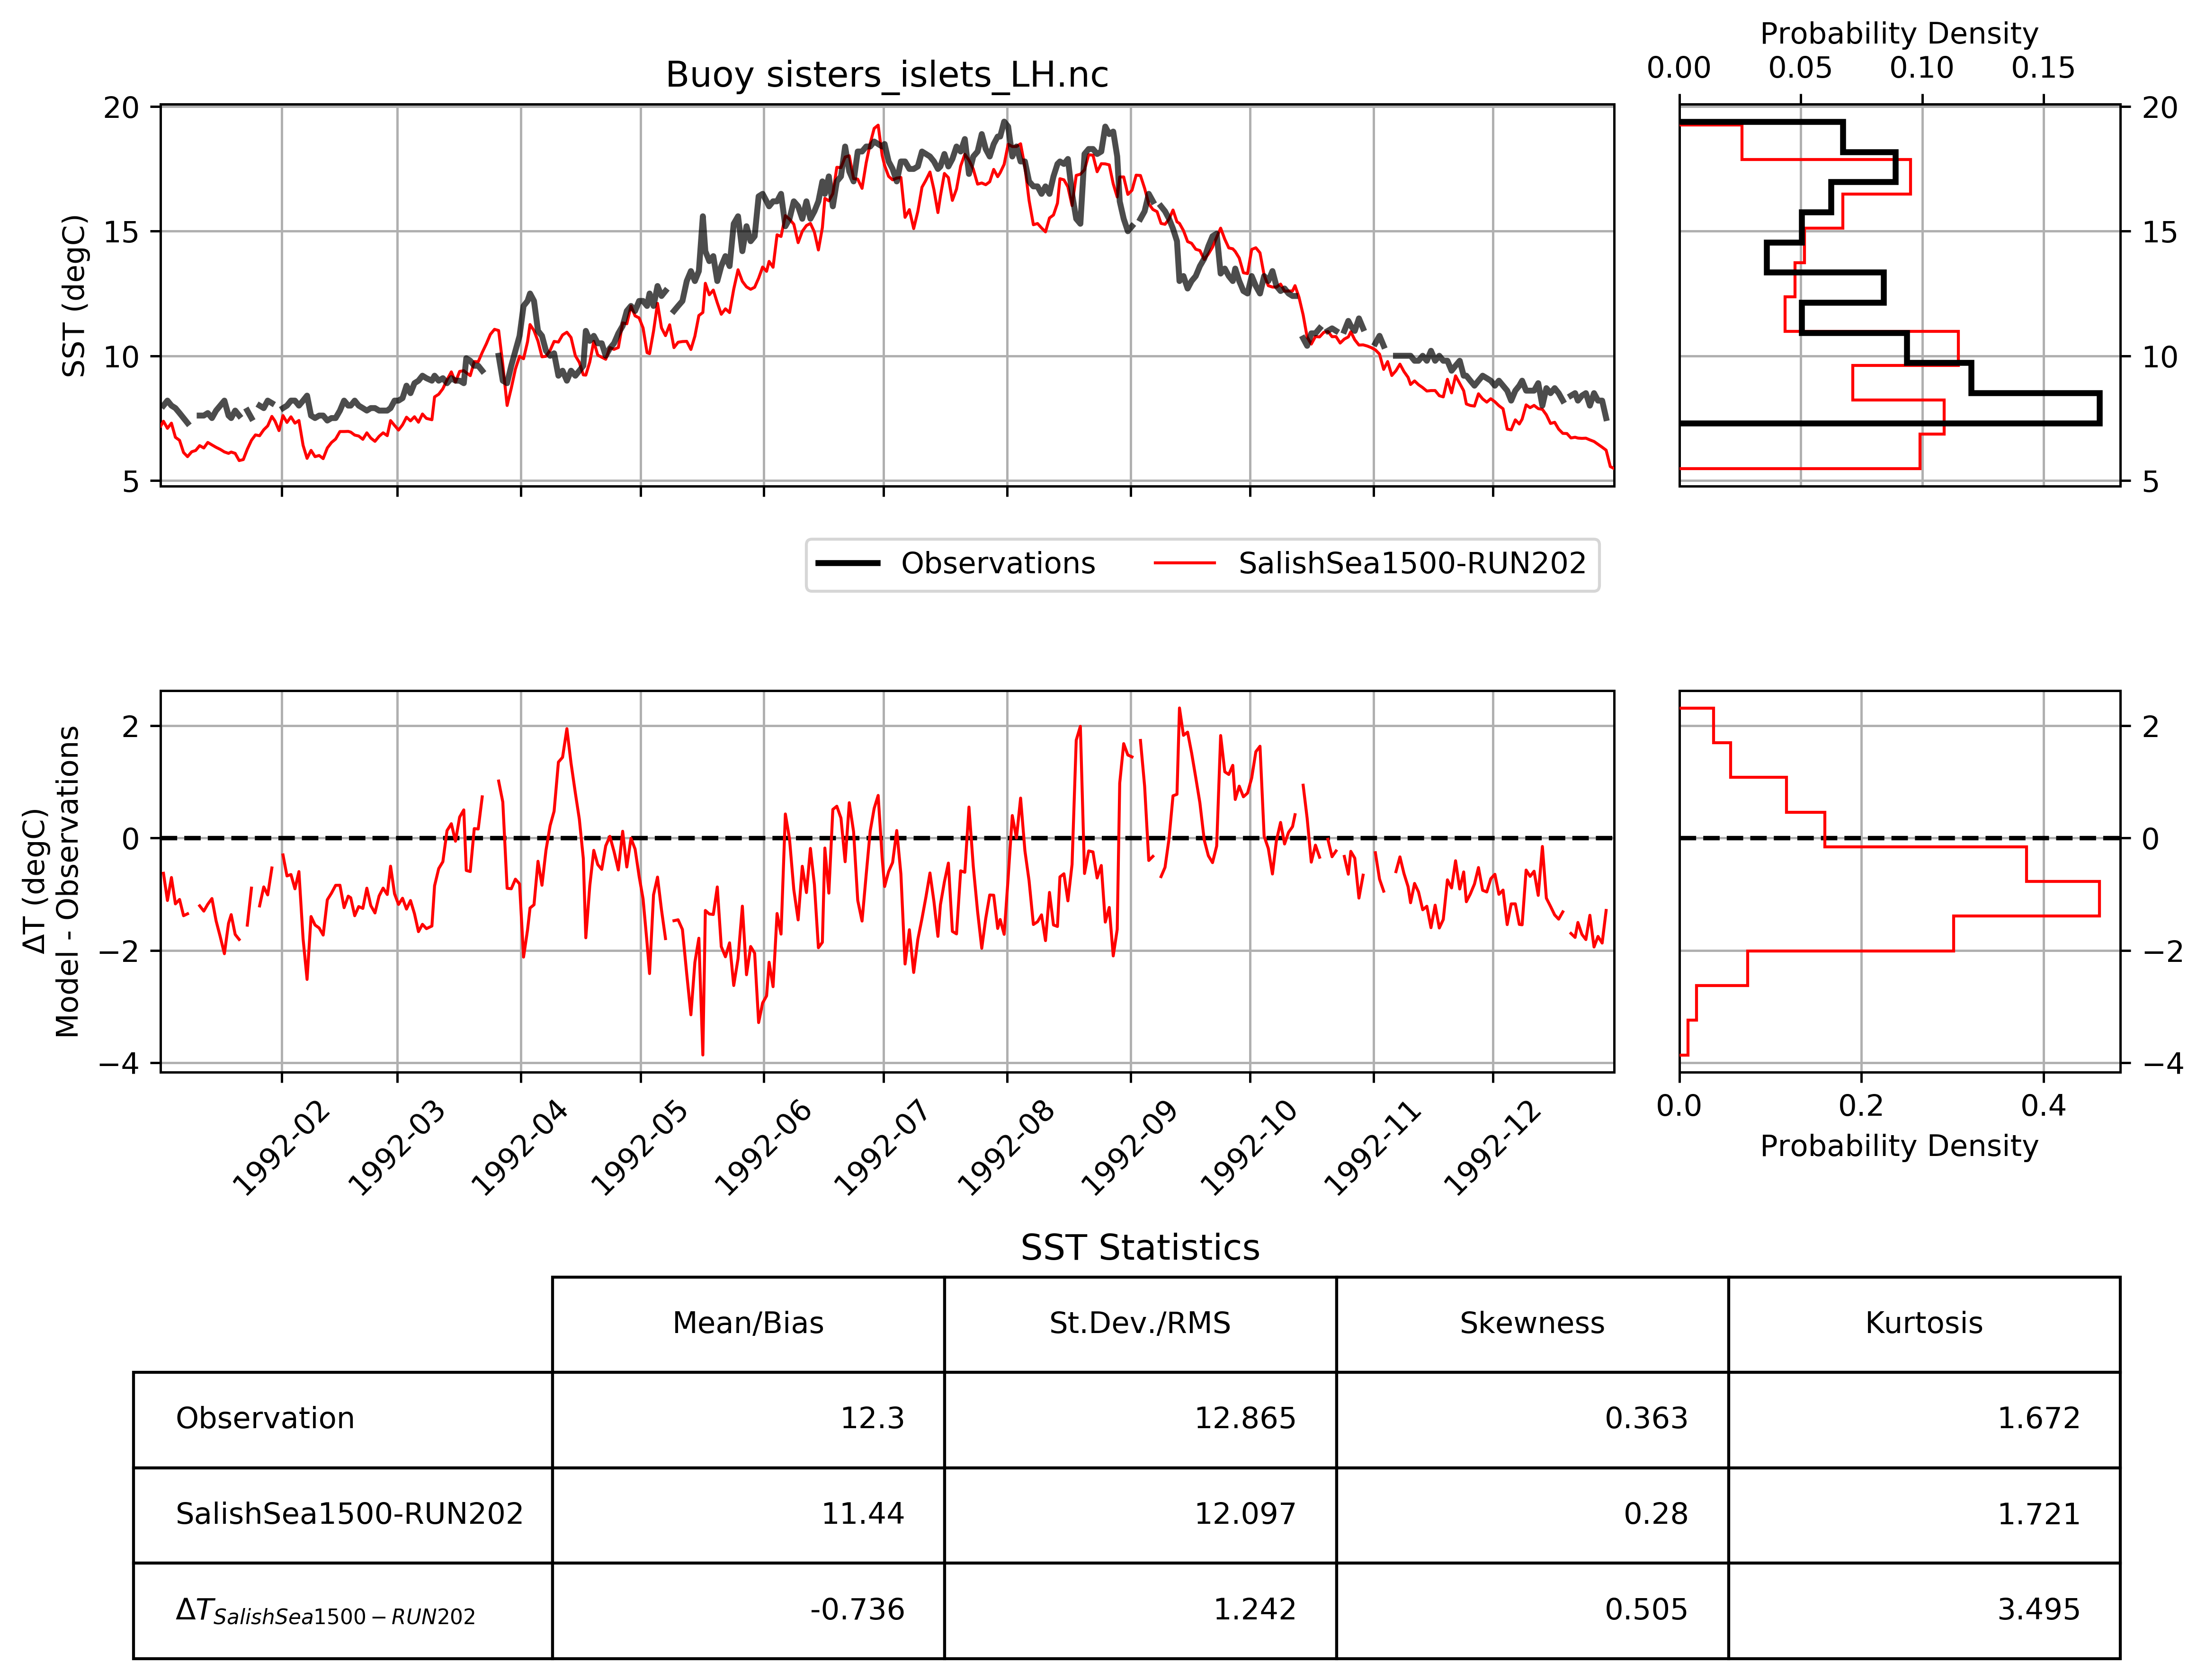 Probability Density
0.00 0.05 0.10 0.15
Buoy sisters_islets_LH.nc
20
15
10
5
SST (degC)
20
15
10
5
Observations SalishSea1500-RUN202
2
0
−2
−4
ΔT (degC)
Model - Observations
2
0
−2
−4
0.0 0.2 0.4
Probability Density
1992-02 1992-03 1992-04 1992-05 1992-06 1992-07 1992-08 1992-09 1992-10 1992-11 1992-12
SST Statistics
Mean/Bias St.Dev./RMS Skewness Kurtosis
Observation 12.3 12.865 0.363 1.672
SalishSea1500-RUN202 11.44 12.097 0.28 1.721
ΔT SalishSea1500−RUN202 -0.736 1.242 0.505 3.495